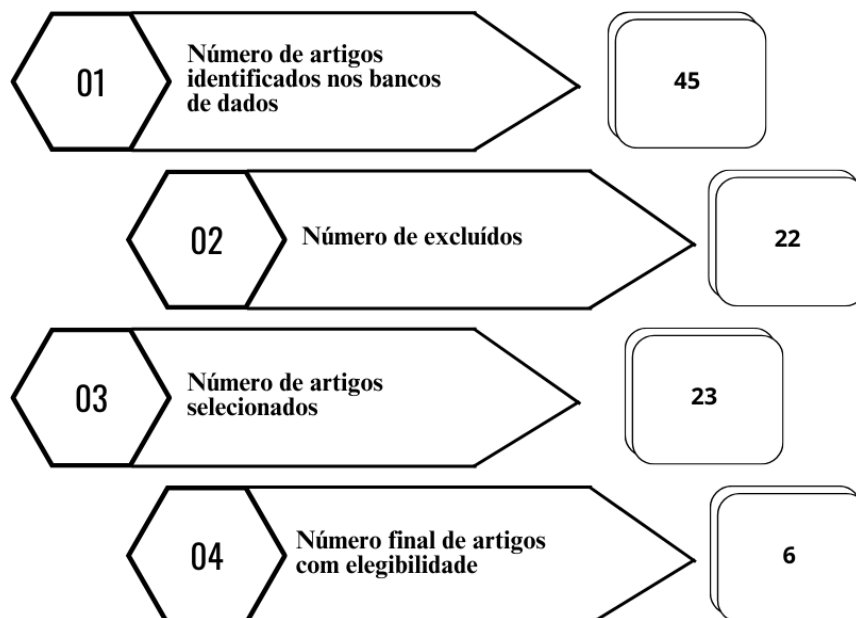 01
Número de artigos
identificados nos bancos
de dados
45
02
Número de excluídos
22
03
Número de artigos
selecionados
23
04
Número final de artigos
com elegibilidade
6